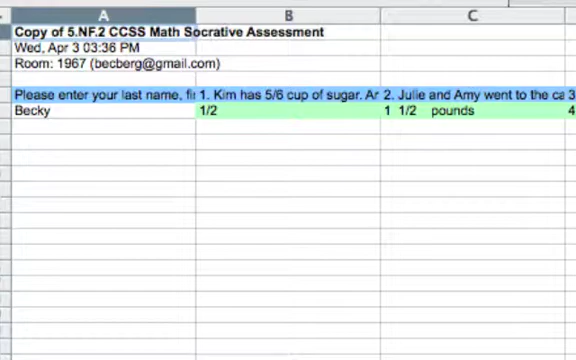 A B C
Copy of 5.NF.2 CCSS Math Socrative Assessment
Wed, Apr 3 03:36 PM
Room: 1967 (becberg@gmail.com)
Please enter your last name, fi 1. Kim has 5/6 cup of sugar. Ar 2. Julie and Amy went to the ca 3
Becky 1/2 1 1/2 pounds 4